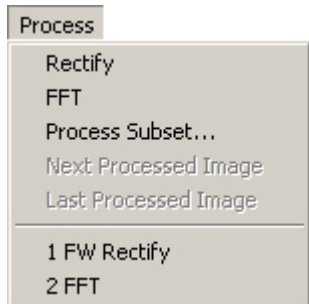 Process
Rectify
FFT
Process Subset...
Next Processed Image
Last Processed Image
1 FW Rectify
2 FFT